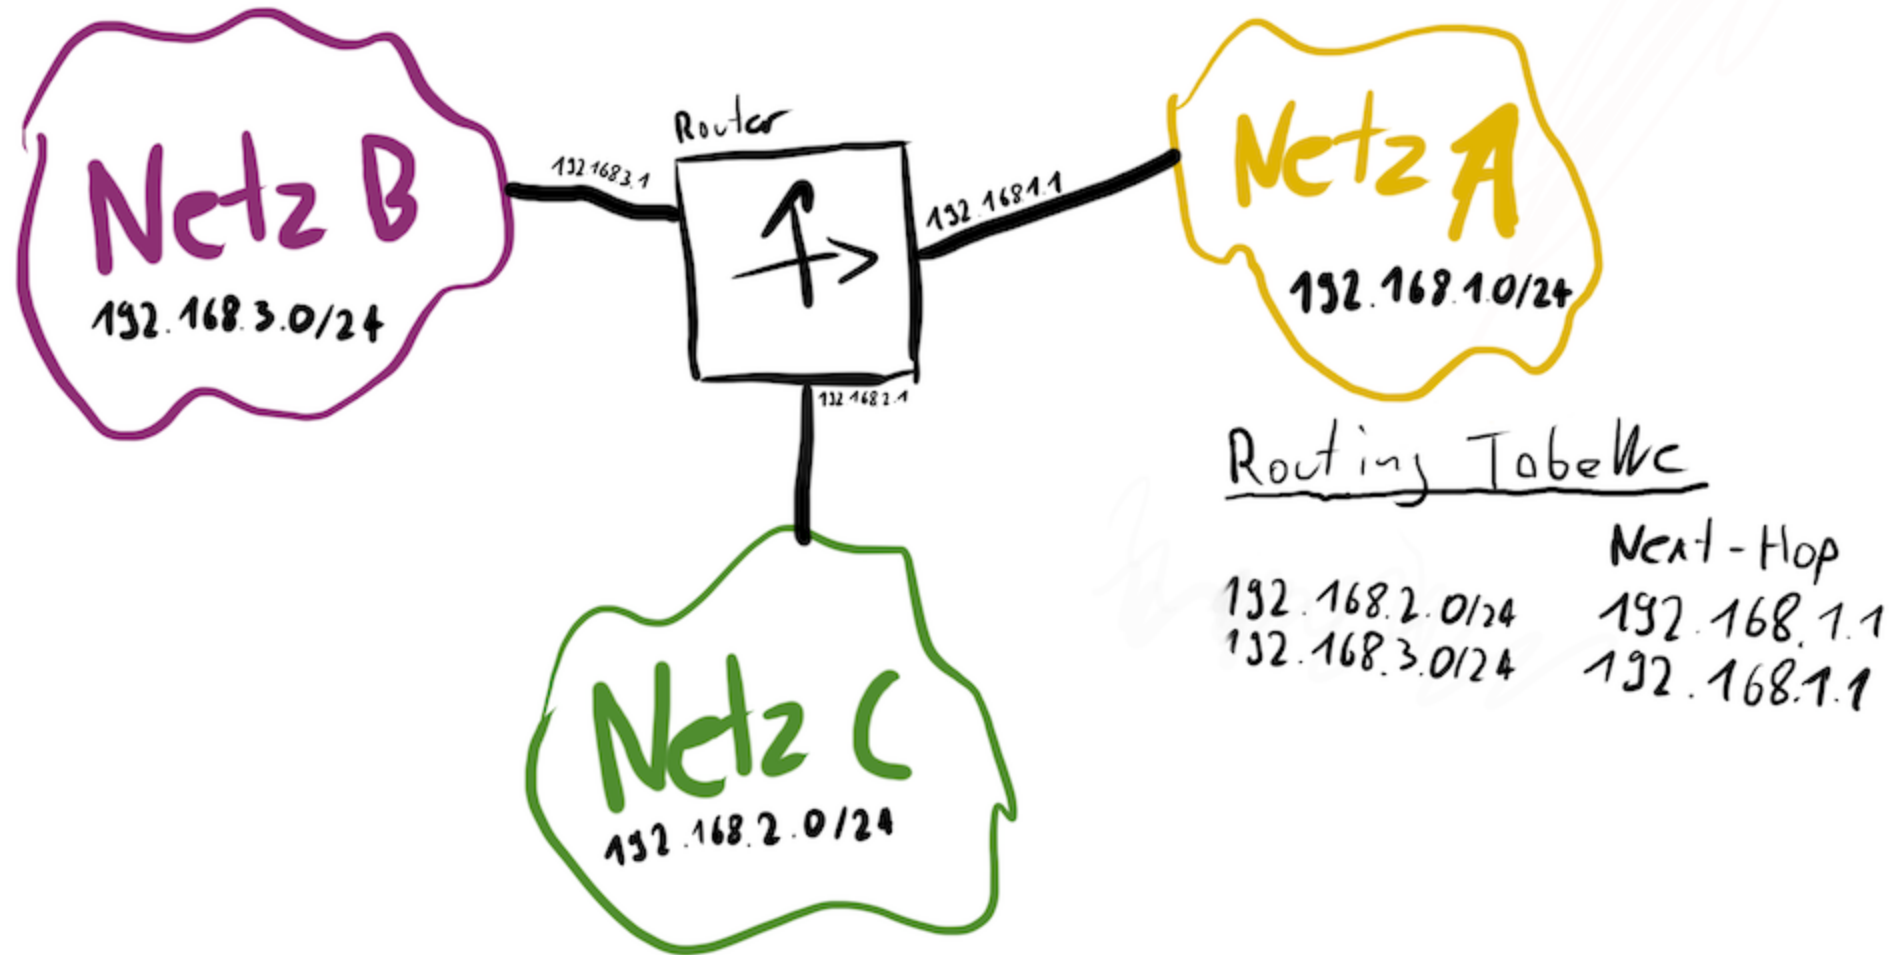 Netz B
192.168.3.0/24
Router
192.168.3.1
192.168.1.1
192.168.2.1
Netz A
192.168.1.0/24
Netz C
192.168.2.0/24
Routing Tabelle
Next-Hop
192.168.2.0/24 192.168.1.1
192.168.3.0/24 192.168.1.1